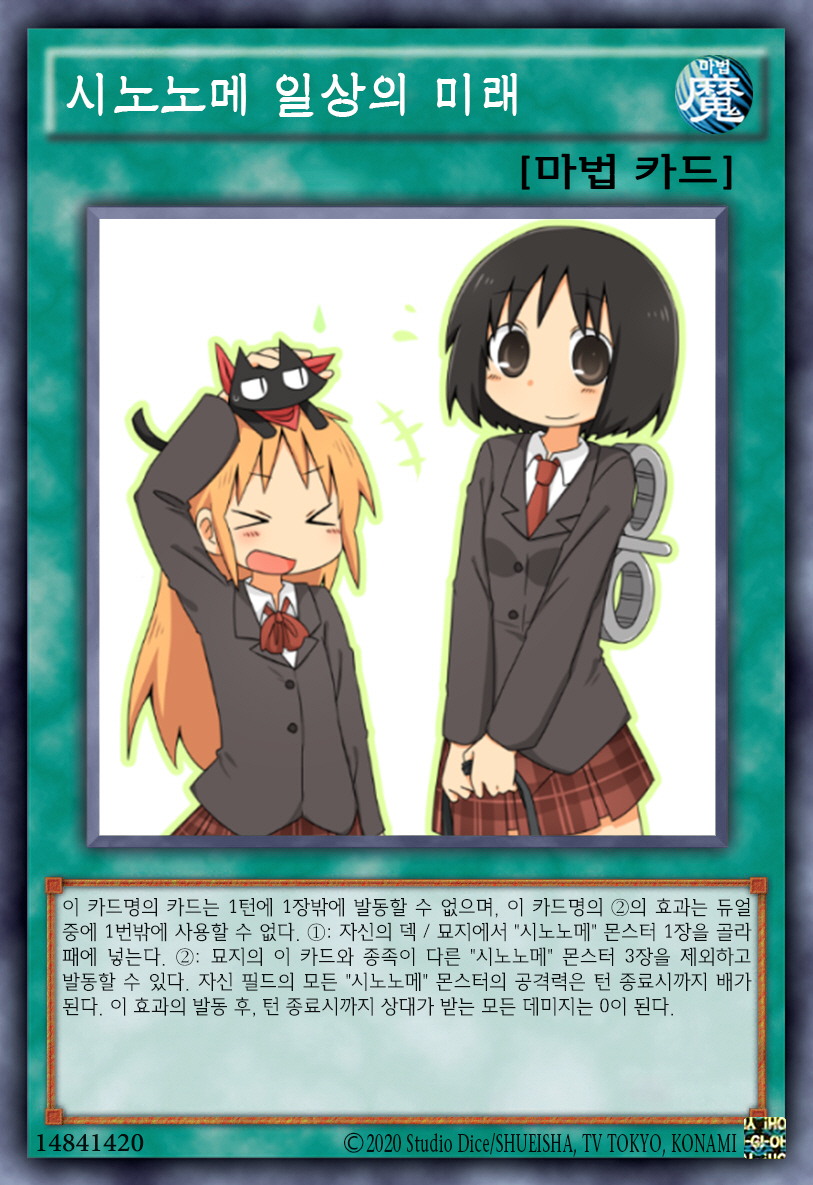 시노노메 일상의 미래
마법
魔
[마법 카드]
이 카드명의 카드는 1턴에 1장밖에 발동할 수 없으며, 이 카드명의 ②의 효과는 듀얼
중에 1번밖에 사용할 수 없다. ①: 자신의 덱 / 묘지에서 "시노노메" 몬스터 1장을 골라
패에 넣는다. ②: 묘지의 이 카드와 종족이 다른 "시노노메" 몬스터 3장을 제외하고
발동할 수 있다. 자신 필드의 모든 "시노노메" 몬스터의 공격력은 턴 종료시까지 배가
된다. 이 효과의 발동 후, 턴 종료시까지 상대가 받는 모든 데미지는 0이 된다.
14841420
©2020 Studio Dice/SHUEISHA, TV TOKYO, KONAMI